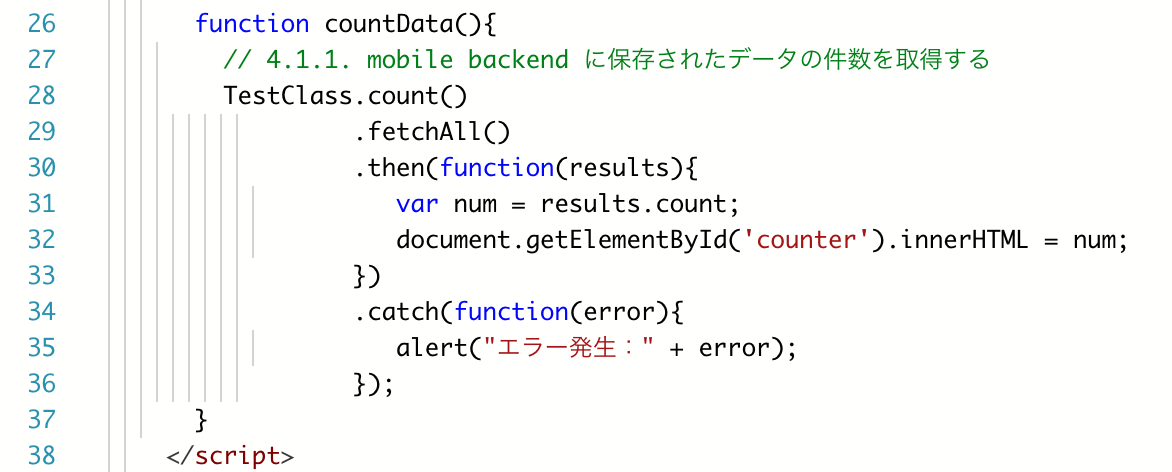 26 function countData(){
27 // 4.1.1. mobile backend に保存されたデータの件数を取得する
28 TestClass.count()
29 .fetchAll()
30 .then(function(results){
31 var num = results.count;
32 document.getElementById('counter').innerHTML = num;
33 })
34 .catch(function(error){
35 alert("エラー発生：" + error);
36 });
37 }
38 </script>